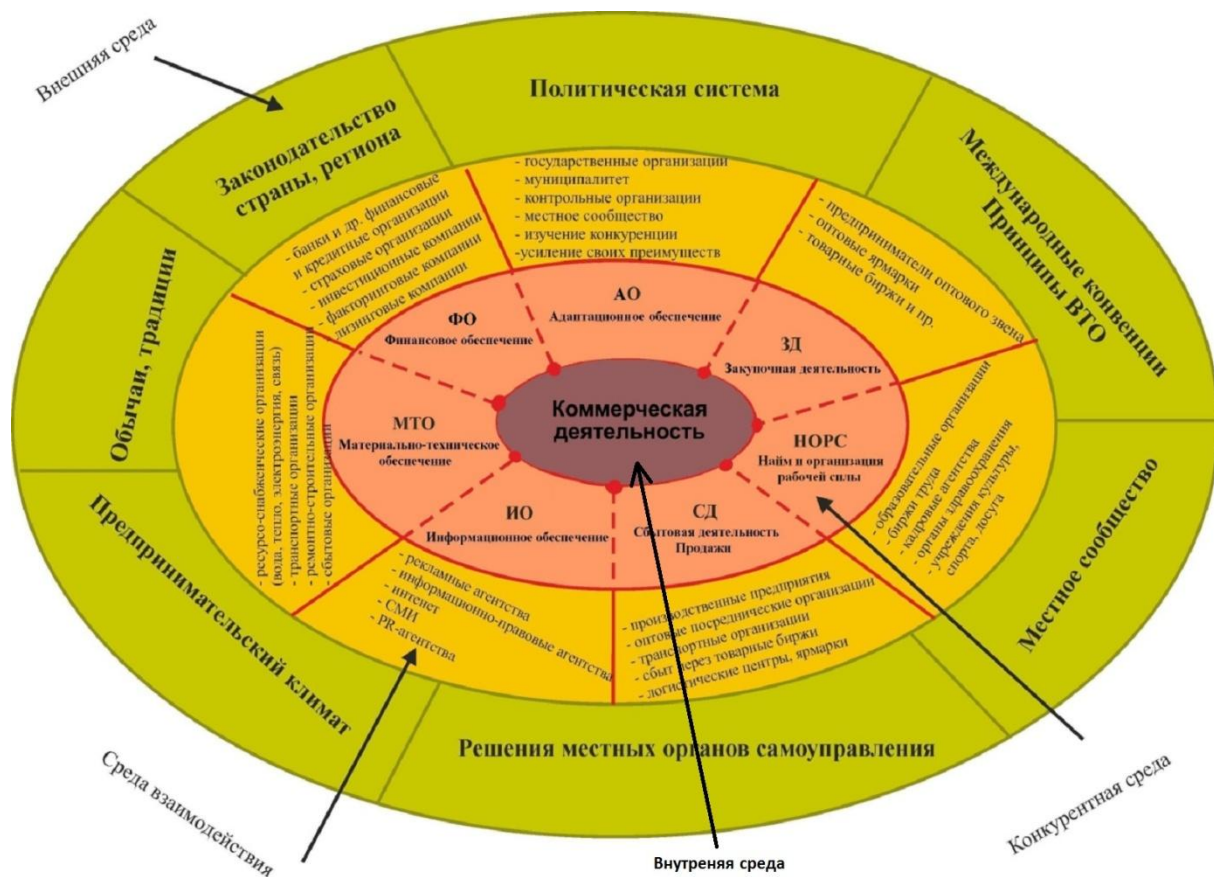 Внешняя среда
Законодательство
страны, региона
Политическая система
Международные конвенции
Принципы ВТО
Обычаи, традиции
Местное сообщество
Предпринимательский климат
Решения местных органов самоуправления
- банки и др. финансовые
и кредитные организации
- страховые организации
- инвестиционные компании
- факторинговые компании
- лизинговые компании
- государственные организации
- муниципалитет
- контрольные организации
- местное сообщество
- изучение конкуренции
-усиление своих преимуществ
- предприниматели оптового звена
- оптовые ярмарки
- товарные биржи и пр.
- ресурсо-снабженческие организации
(вода, тепло, электроэнергия, связь)
- транспортные организации
- ремонтно-строительные организации
- сбытовые организации
- образовательные организации
- биржи труда
- кадровые агентства
- органы здравоохранения
- учреждения культуры,
спорта, досуга
- рекламные агентства
- информационно-правовые агентства
- интернет
- СМИ
- PR-агентства
- производственные предприятия
- оптовые посреднические организации
- транспортные организации
- сбыт через товарные биржи
- логистические центры, ярмарки
ФО
Финансовое обеспечение
АО
Адаптационное обеспечение
ЗД
Закупочная деятельность
МТО
Материально-техническое
обеспечение
Коммерческая
деятельность
НОРС
Найм и организация
рабочей силы
ИО
Информационное обеспечение
СД
Сбытовая деятельность
Продажи
Среда взаимодействия
Внутреняя среда
Конкурентная среда